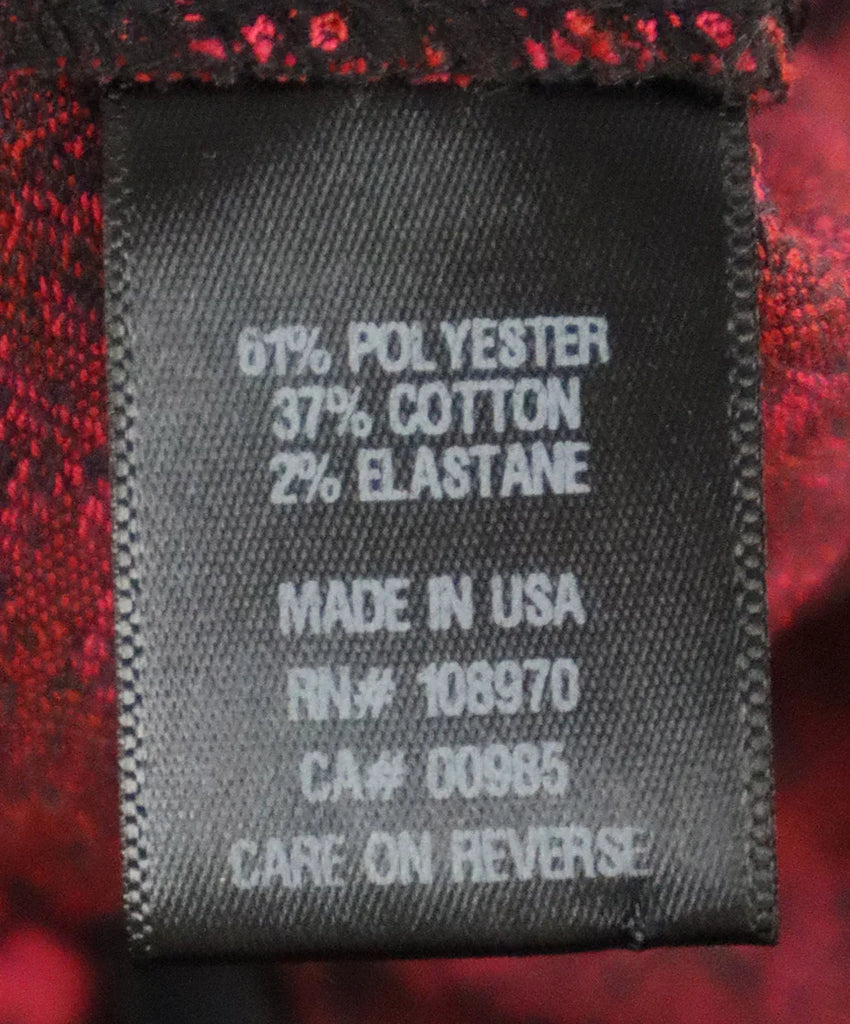 61% POLYESTER
37% COTTON
2% ELASTANE
MADE IN USA
RN# 108970
CA# 00985
CARE ON REVERSE